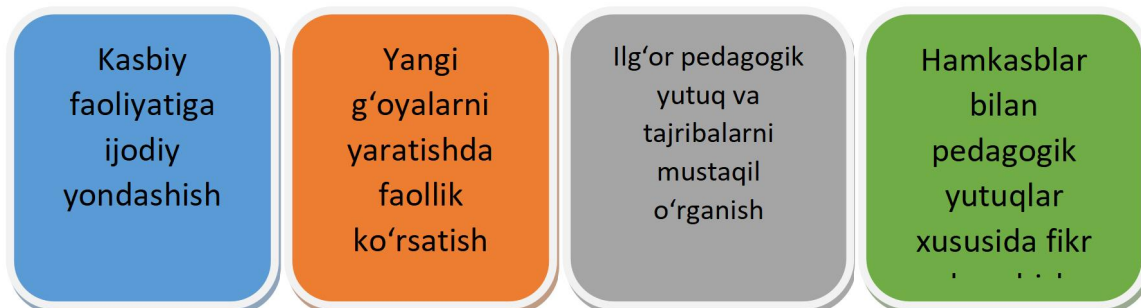 Kasbiy
faoliyatiga
ijodiy
yondashish
Yangi
g‘oyalarni
yaratishda
faollik
ko‘rsatish
Ilg‘or pedagogik
yutuq va
tajribalarni
mustaqil
o‘rganish
Hamkasblar
bilan
pedagogik
yutuqlar
xususida fikr